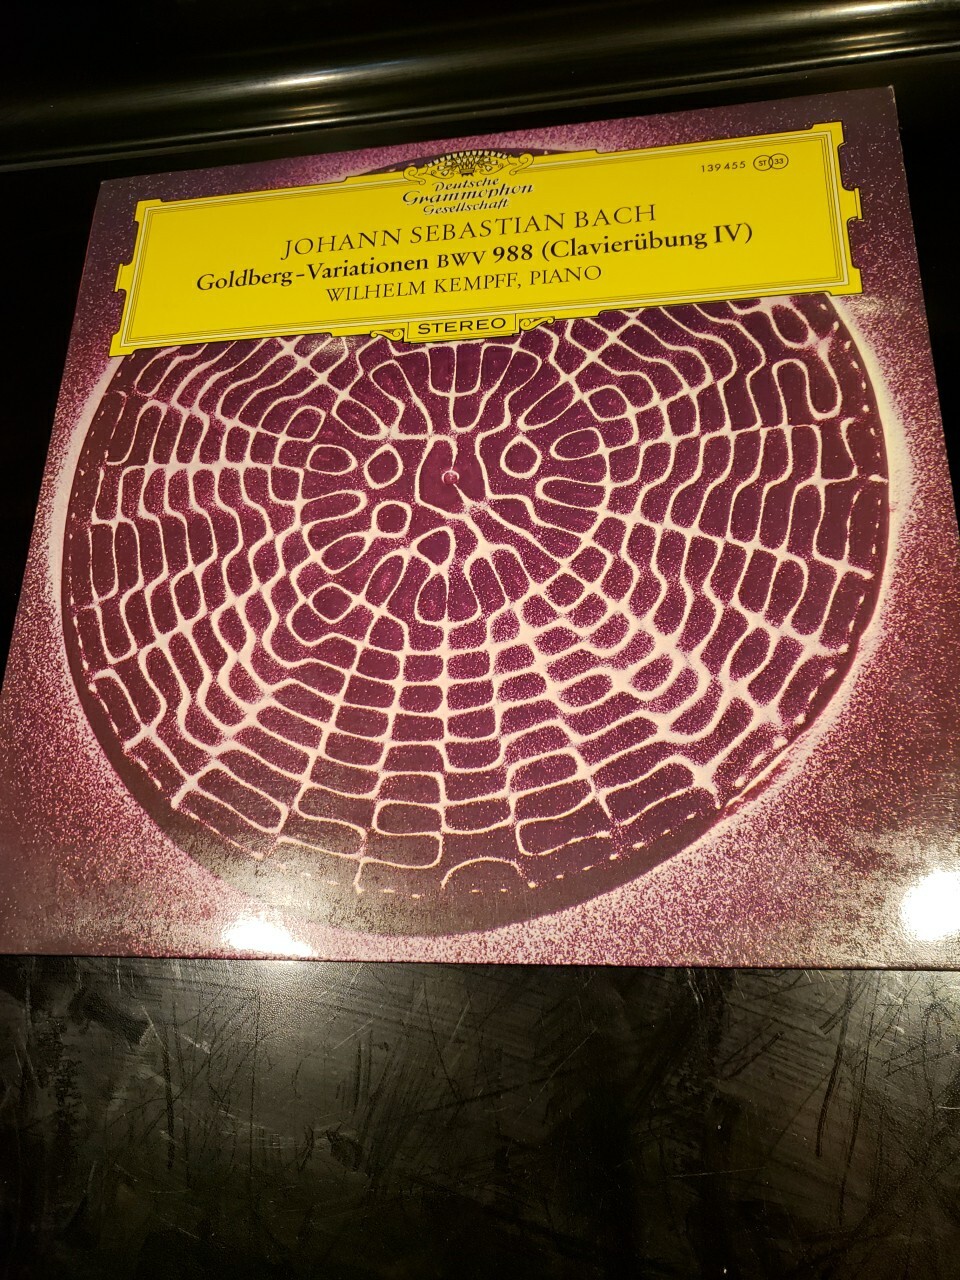 139 455 ST 33
Deutsche
Grammophon
Gesellschaft
JOHANN SEBASTIAN BACH
Goldberg-Variationen BWV 988 (Clavierübung IV)
WILHELM KEMPFF, PIANO
STEREO